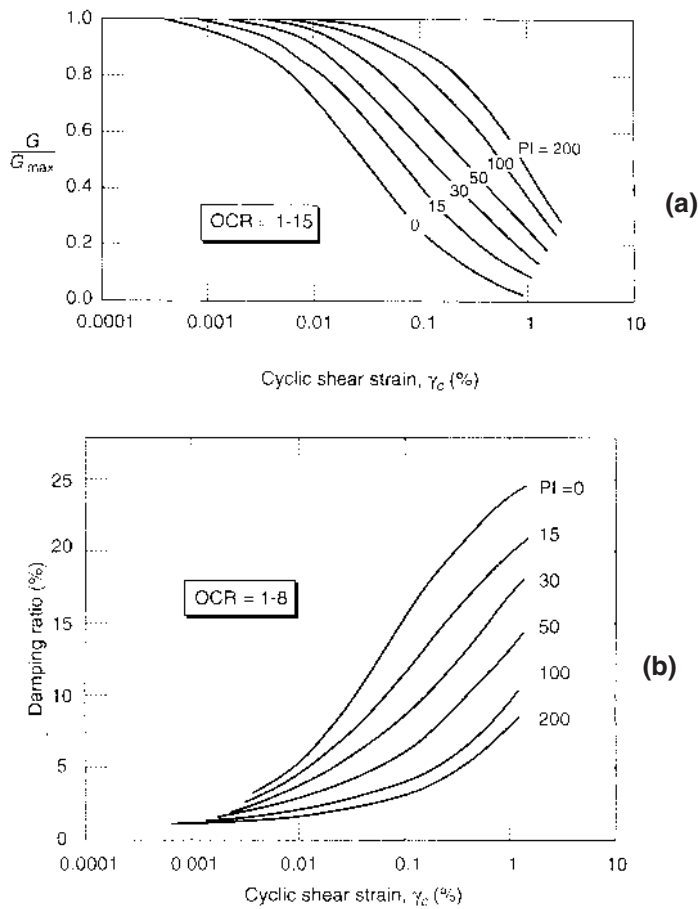 1.0
0.8
0.6
0.4
0.2
0.0
G
G max
PI = 200
100
50
30
15
0
OCR = 1-15
(a)
0.0001 0.001 0.01 0.1 1 10
Cyclic shear strain, γc (%)
25
20
15
10
5
0
Damping ratio (%)
PI =0
15
30
50
100
200
OCR = 1-8
(b)
0.0001 0 001 0.01 0.1 1 10
Cyclic shear strain, γc (%)